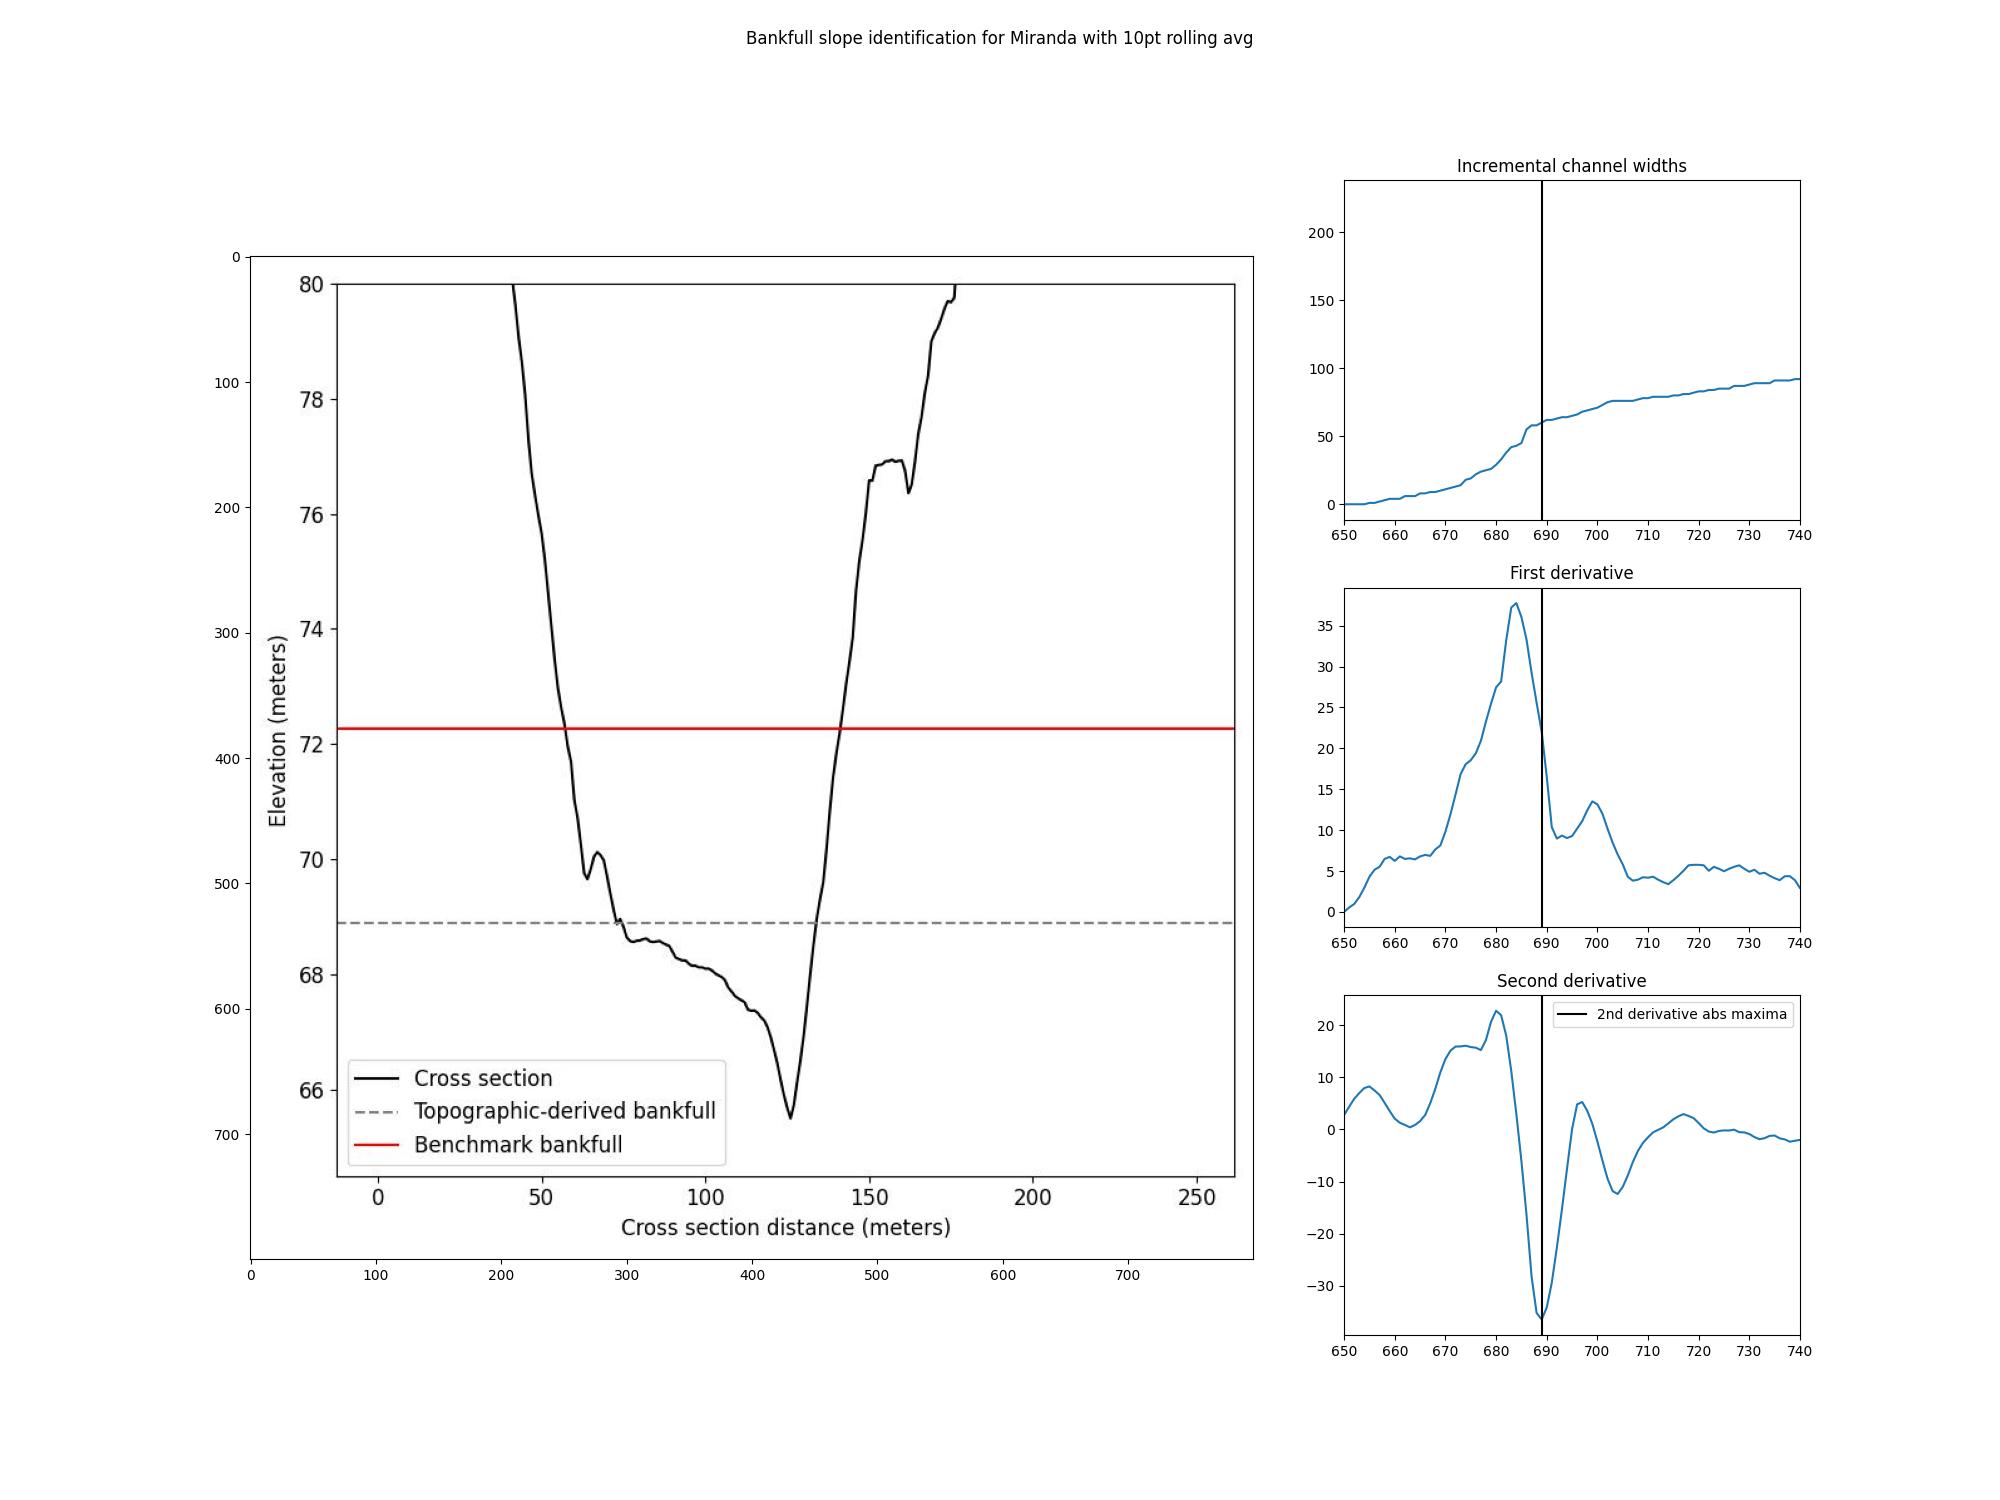 Bankfull slope identification for Miranda with 10pt rolling avg
0
100
200
300
400
500
600
700
80
78
76
74
72
70
68
66
Elevation (meters)
Cross section
Topographic-derived bankfull
Benchmark bankfull
0 50 100 150 200 250
Cross section distance (meters)
0 100 200 300 400 500 600 700
Incremental channel widths
200
150
100
50
0
650 660 670 680 690 700 710 720 730 740
First derivative
35
30
25
20
15
10
5
0
650 660 670 680 690 700 710 720 730 740
Second derivative
2nd derivative abs maxima
20
10
0
−10
−20
−30
650 660 670 680 690 700 710 720 730 740